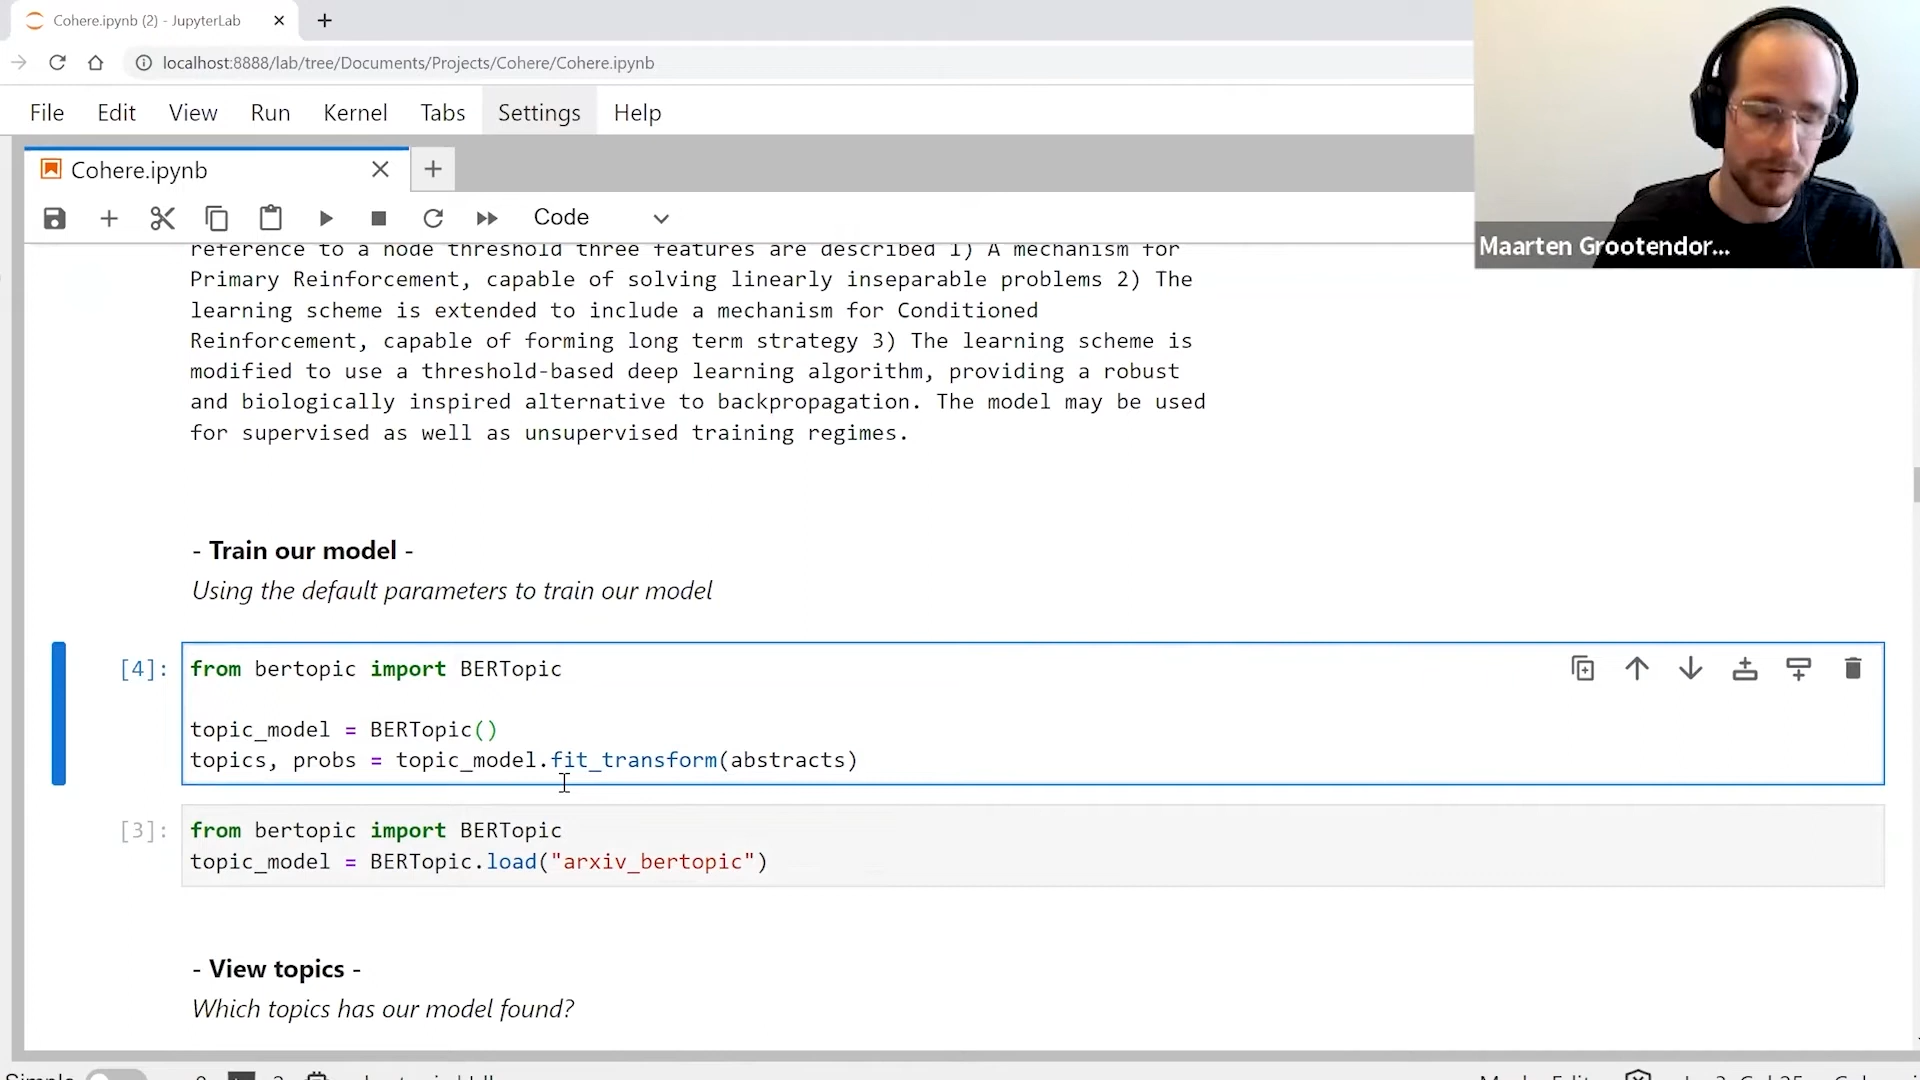 Cohere.ipynb (2) - JupyterLab
localhost:8888/lab/tree/Documents/Projects/Cohere/Cohere.ipynb
File Edit View Run Kernel Tabs Settings Help
Maarten Grootendor...
Cohere.ipynb
Code
reference to a node threshold three features are described 1) A mechanism for
Primary Reinforcement, capable of solving linearly inseparable problems 2) The
learning scheme is extended to include a mechanism for Conditioned
Reinforcement, capable of forming long term strategy 3) The learning scheme is
modified to use a threshold-based deep learning algorithm, providing a robust
and biologically inspired alternative to backpropagation. The model may be used
for supervised as well as unsupervised training regimes.
- Train our model -
Using the default parameters to train our model
[4]: from bertopic import BERTopic
topic_model = BERTopic()
topics, probs = topic_model.fit_transform(abstracts)
[3]: from bertopic import BERTopic
topic_model = BERTopic.load("arxiv_bertopic")
- View topics -
Which topics has our model found?
Simple